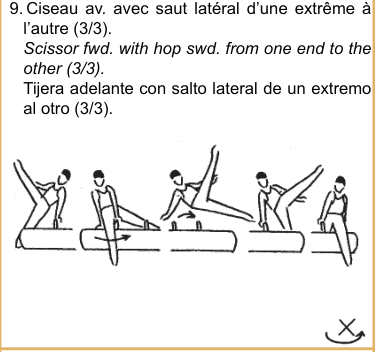 9. Ciseau av. avec saut latéral d'une extrême à
l'autre (3/3).
Scissor fwd. with hop swd. from one end to the
other (3/3).
Tijera adelante con salto lateral de un extremo
al otro (3/3).